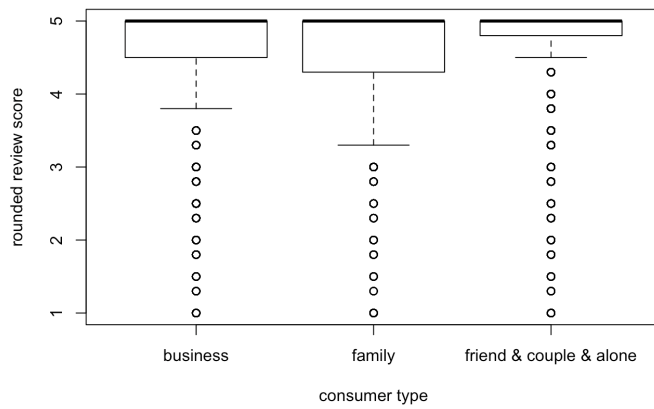 5
4
3
2
1
rounded review score
business
family
friend & couple & alone
consumer type